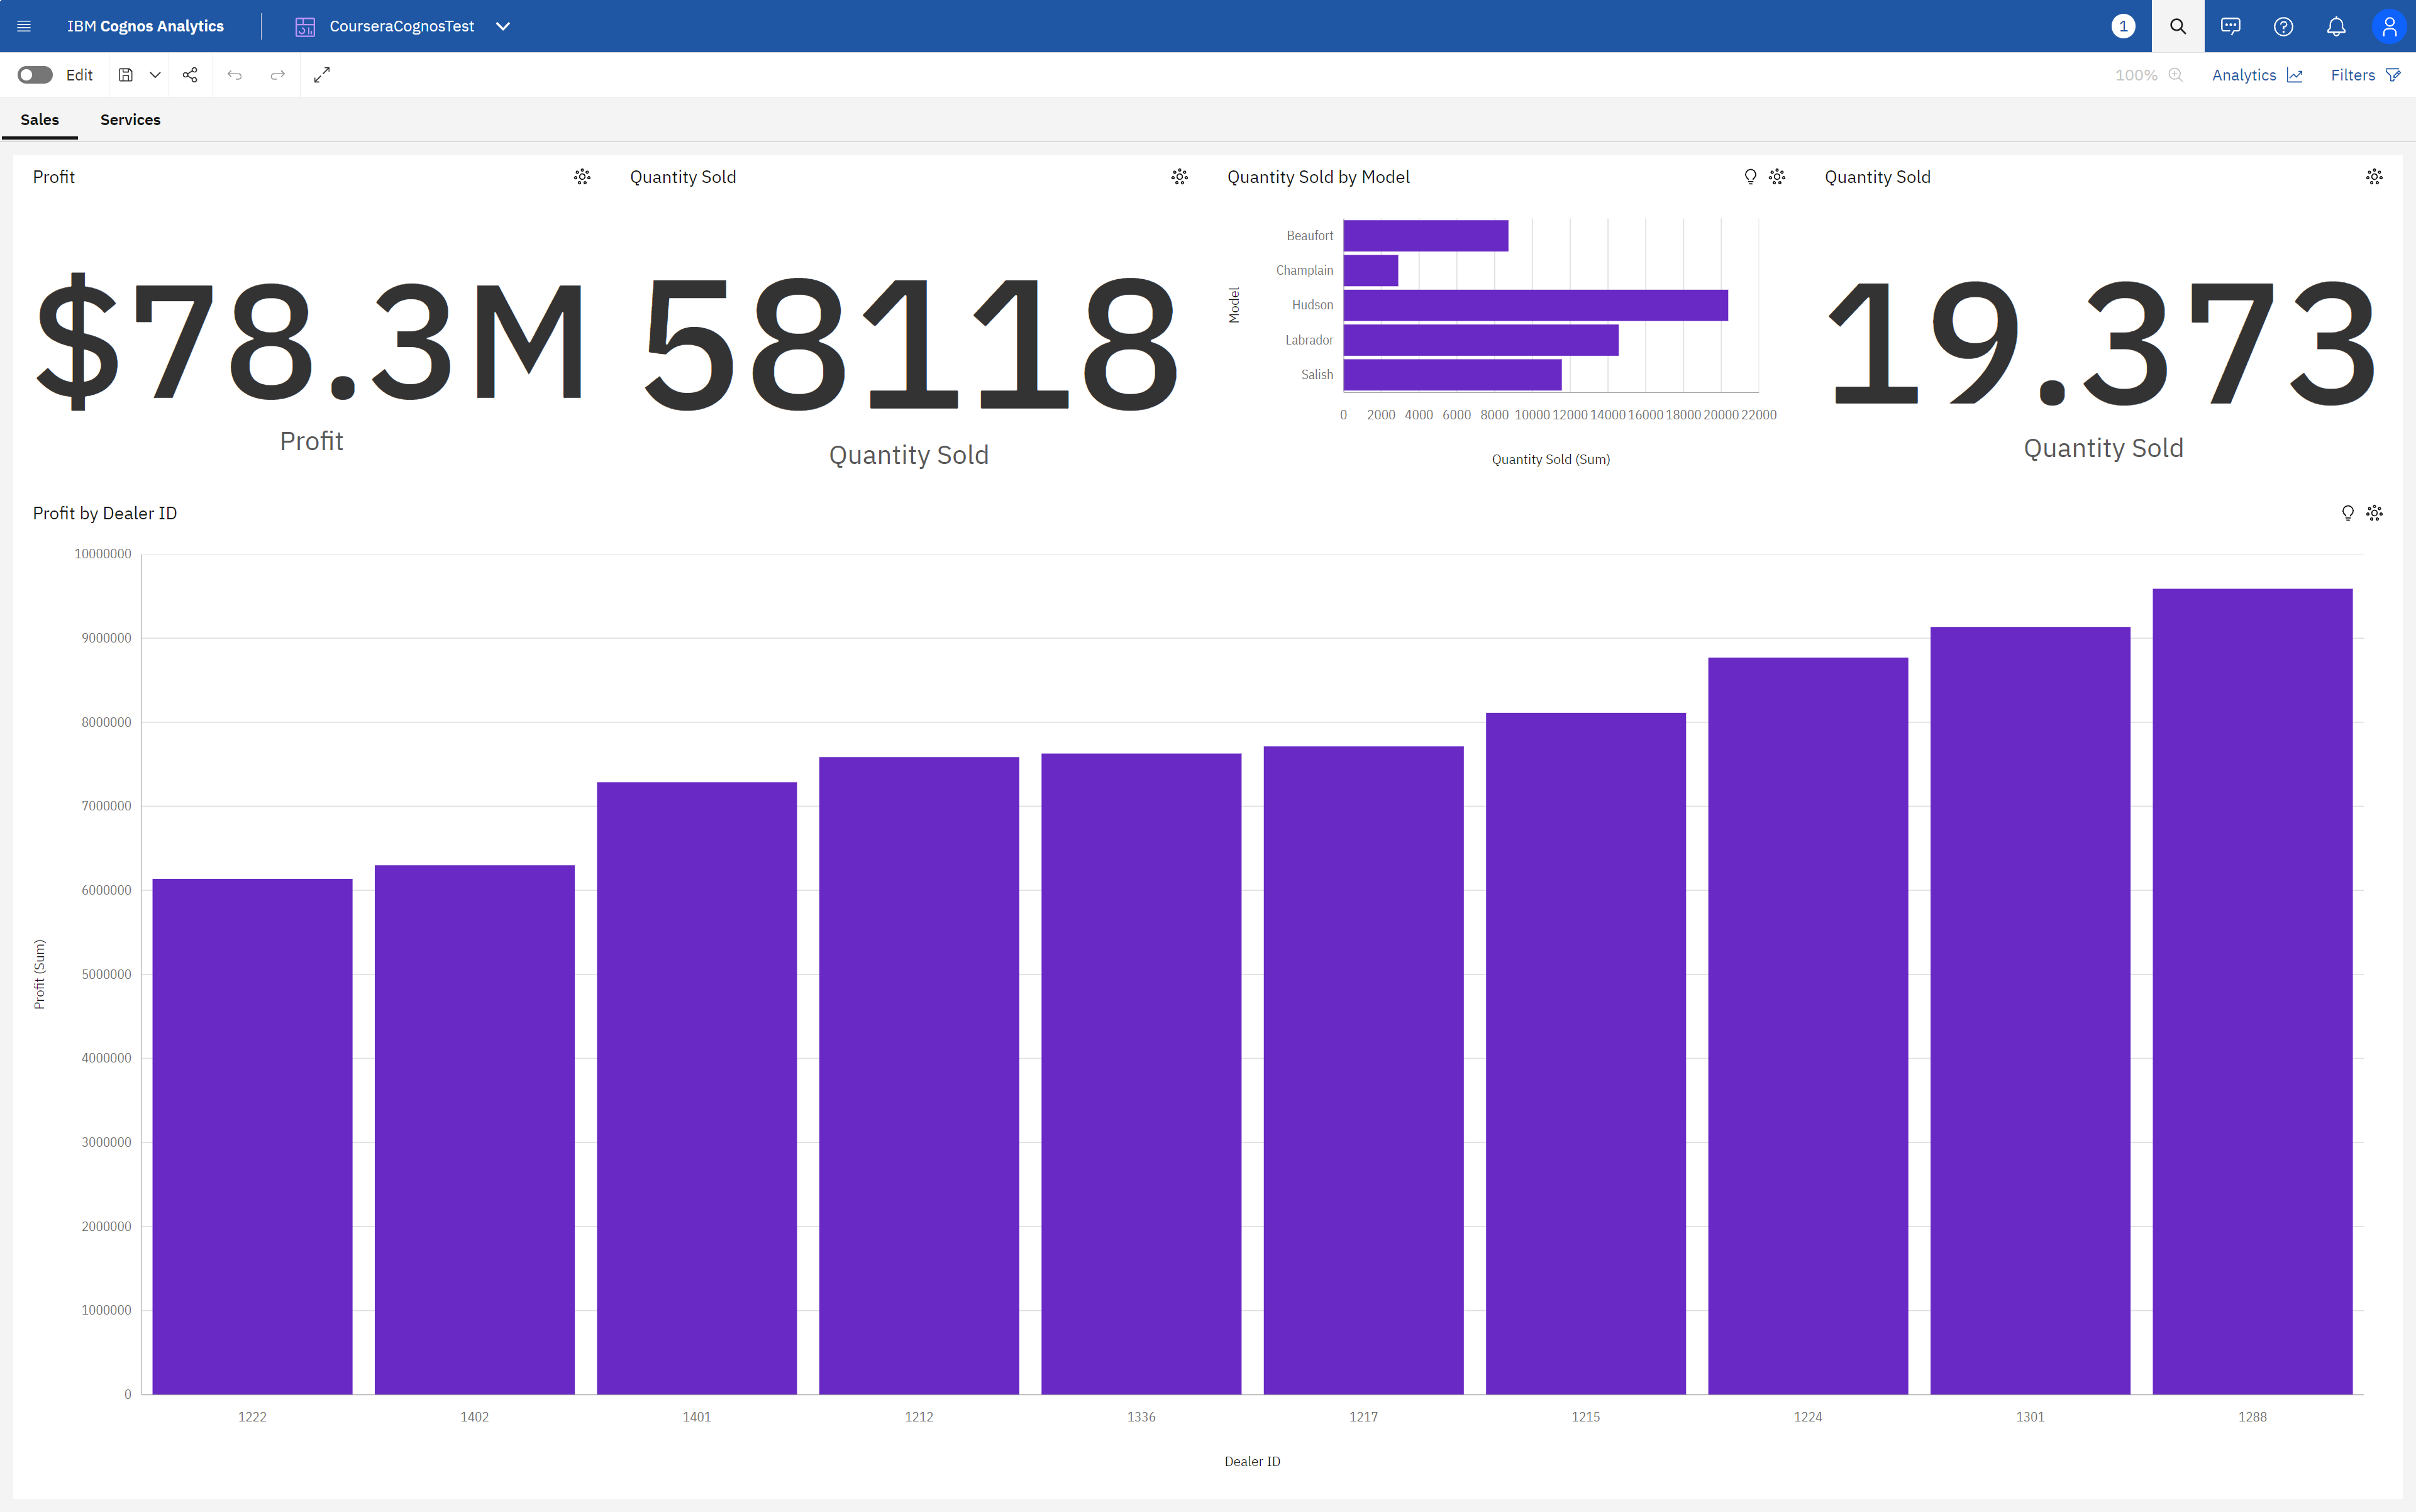 IBM Cognos Analytics
CourseraCognosTest
1
Edit
100%
Analytics
Filters
Sales
Services
Profit
$78.3M
Profit
Quantity Sold
58118
Quantity Sold
Quantity Sold by Model
Model
Beaufort
Champlain
Hudson
Labrador
Salish
0 2000 4000 6000 8000 10000 12000 14000 16000 18000 20000 22000
Quantity Sold (Sum)
Quantity Sold
19.373
Quantity Sold
Profit by Dealer ID
Profit (Sum)
10000000
9000000
8000000
7000000
6000000
5000000
4000000
3000000
2000000
1000000
0
1222 1402 1401 1212 1336 1217 1215 1224 1301 1288
Dealer ID